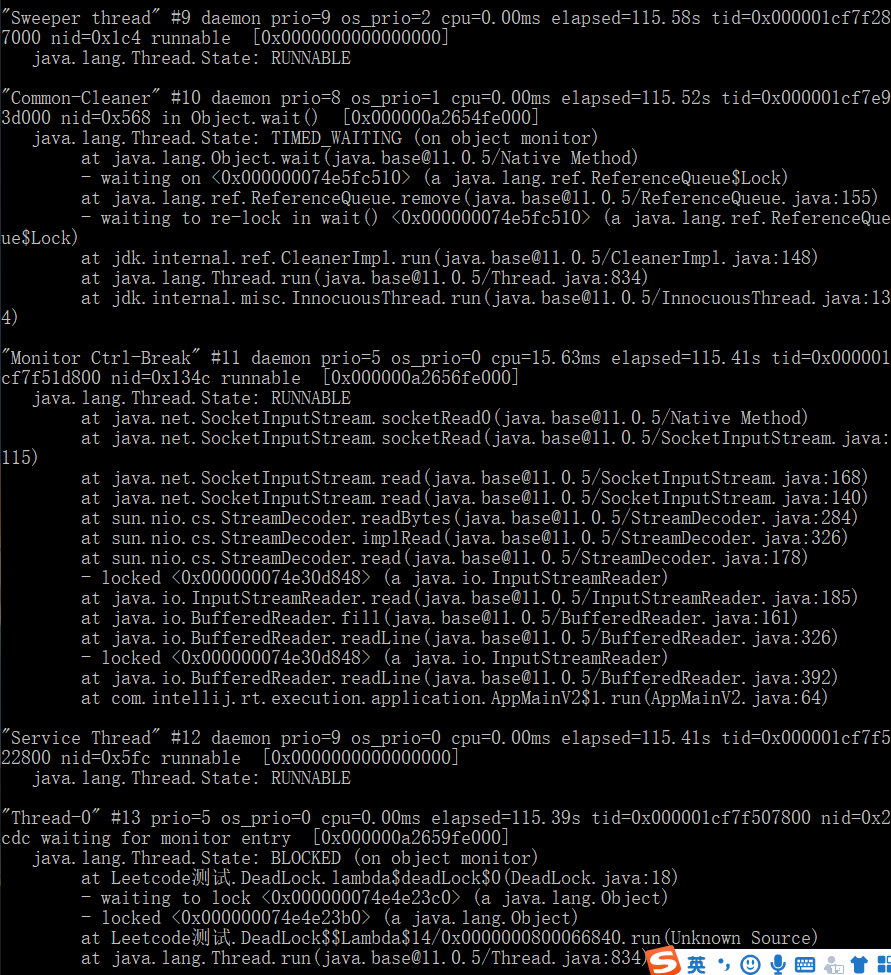 "Sweeper thread" #9 daemon prio=9 os_prio=2 cpu=0.00ms elapsed=115.58s tid=0x000001cf7f28
7000 nid=0x1c4 runnable  [0x0000000000000000]
   java.lang.Thread.State: RUNNABLE

"Common-Cleaner" #10 daemon prio=8 os_prio=1 cpu=0.00ms elapsed=115.52s tid=0x000001cf7e9
3d000 nid=0x568 in Object.wait()  [0x000000a2654fe000]
   java.lang.Thread.State: TIMED_WAITING (on object monitor)
        at java.lang.Object.wait(java.base@11.0.5/Native Method)
        - waiting on <0x000000074e5fc510> (a java.lang.ref.ReferenceQueue$Lock)
        at java.lang.ref.ReferenceQueue.remove(java.base@11.0.5/ReferenceQueue.java:155)
        - waiting to re-lock in wait() <0x000000074e5fc510> (a java.lang.ref.ReferenceQue
ue$Lock)
        at jdk.internal.ref.CleanerImpl.run(java.base@11.0.5/CleanerImpl.java:148)
        at java.lang.Thread.run(java.base@11.0.5/Thread.java:834)
        at jdk.internal.misc.InnocuousThread.run(java.base@11.0.5/InnocuousThread.java:13
4)

"Monitor Ctrl-Break" #11 daemon prio=5 os_prio=0 cpu=15.63ms elapsed=115.41s tid=0x000001
cf7f51d800 nid=0x134c runnable  [0x000000a2656fe000]
   java.lang.Thread.State: RUNNABLE
        at java.net.SocketInputStream.socketRead0(java.base@11.0.5/Native Method)
        at java.net.SocketInputStream.socketRead(java.base@11.0.5/SocketInputStream.java:
115)
        at java.net.SocketInputStream.read(java.base@11.0.5/SocketInputStream.java:168)
        at java.net.SocketInputStream.read(java.base@11.0.5/SocketInputStream.java:140)
        at sun.nio.cs.StreamDecoder.readBytes(java.base@11.0.5/StreamDecoder.java:284)
        at sun.nio.cs.StreamDecoder.implRead(java.base@11.0.5/StreamDecoder.java:326)
        at sun.nio.cs.StreamDecoder.read(java.base@11.0.5/StreamDecoder.java:178)
        - locked <0x000000074e30d848> (a java.io.InputStreamReader)
        at java.io.InputStreamReader.read(java.base@11.0.5/InputStreamReader.java:185)
        at java.io.BufferedReader.fill(java.base@11.0.5/BufferedReader.java:161)
        at java.io.BufferedReader.readLine(java.base@11.0.5/BufferedReader.java:326)
        - locked <0x000000074e30d848> (a java.io.InputStreamReader)
        at java.io.BufferedReader.readLine(java.base@11.0.5/BufferedReader.java:392)
        at com.intellij.rt.execution.application.AppMainV2$1.run(AppMainV2.java:64)

"Service Thread" #12 daemon prio=9 os_prio=0 cpu=0.00ms elapsed=115.41s tid=0x000001cf7f5
22800 nid=0x5fc runnable  [0x0000000000000000]
   java.lang.Thread.State: RUNNABLE

"Thread-0" #13 prio=5 os_prio=0 cpu=0.00ms elapsed=115.39s tid=0x000001cf7f507800 nid=0x2
cdc waiting for monitor entry  [0x000000a2659fe000]
   java.lang.Thread.State: BLOCKED (on object monitor)
        at Leetcode测试.DeadLock.lambda$deadLock$0(DeadLock.java:18)
        - waiting to lock <0x000000074e4e23c0> (a java.lang.Object)
        - locked <0x000000074e4e23b0> (a java.lang.Object)
        at Leetcode测试.DeadLock$$Lambda$14/0x0000000800066840.run(Unknown Source)
        at java.lang.Thread.run(java.base@11.0.5/Thread.java:834)
S 英